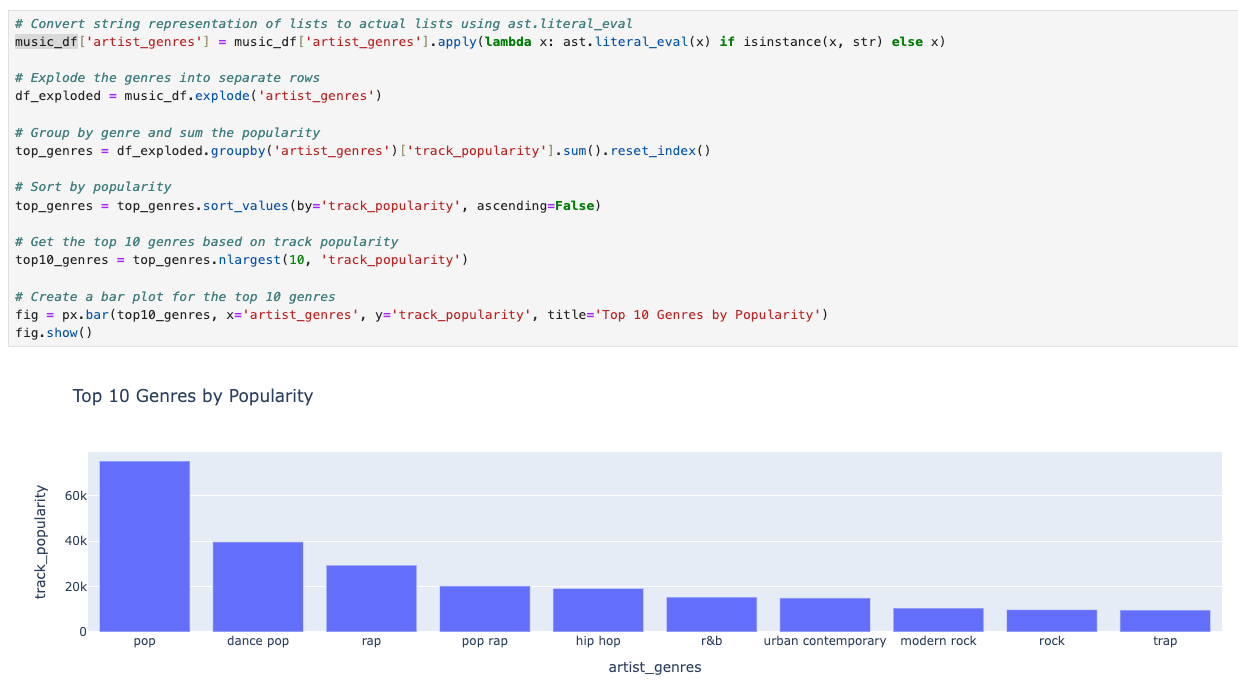 # Convert string representation of lists to actual lists using ast.literal_eval
music_df['artist_genres'] = music_df['artist_genres'].apply(lambda x: ast.literal_eval(x) if isinstance(x, str) else x)
# Explode the genres into separate rows
df_exploded = music_df.explode('artist_genres')
# Group by genre and sum the popularity
top_genres = df_exploded.groupby('artist_genres')['track_popularity'].sum().reset_index()
# Sort by popularity
top_genres = top_genres.sort_values(by='track_popularity', ascending=False)
# Get the top 10 genres based on track popularity
top10_genres = top_genres.nlargest(10, 'track_popularity')
# Create a bar plot for the top 10 genres
fig = px.bar(top10_genres, x='artist_genres', y='track_popularity', title='Top 10 Genres by Popularity')
fig.show()
Top 10 Genres by Popularity
track_popularity
60k
40k
20k
0
pop dance pop rap pop rap hip hop r&b urban contemporary modern rock rock trap
artist_genres